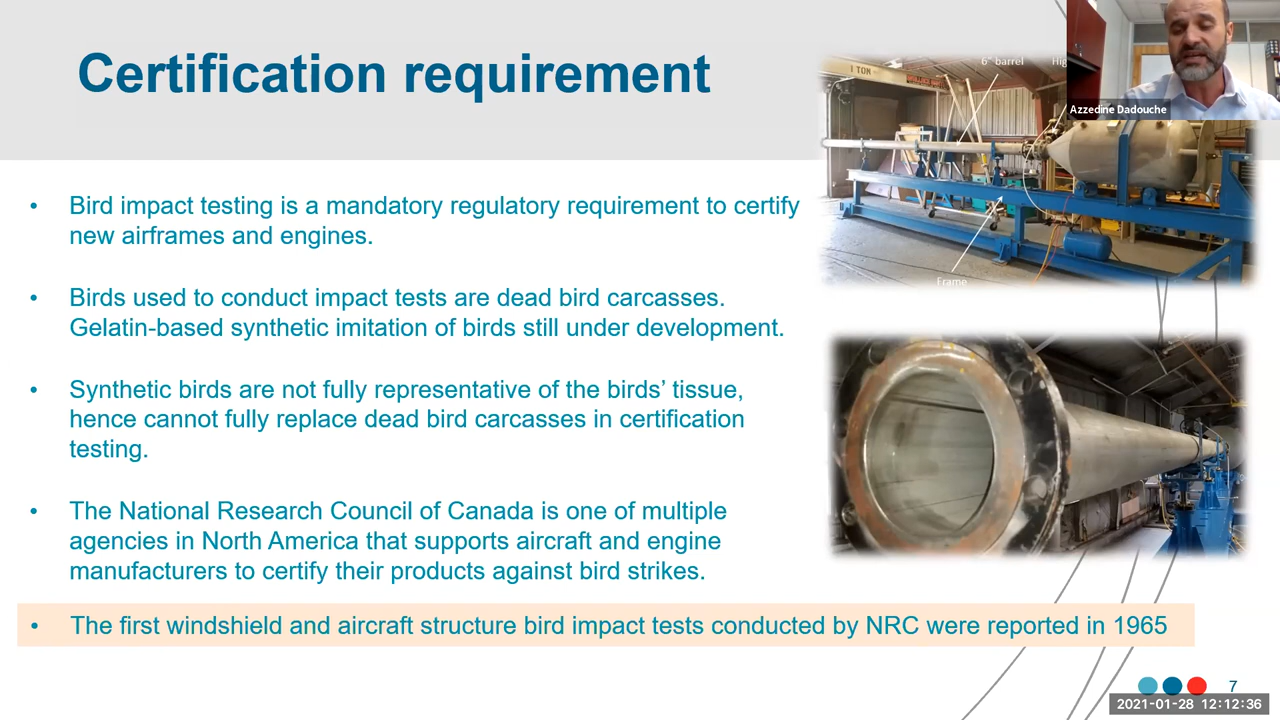 Certification requirement
1 TON
6" barrel
Hig
Azzedine Dadouche
• Bird impact testing is a mandatory regulatory requirement to certify
new airframes and engines.
• Birds used to conduct impact tests are dead bird carcasses.
Gelatin-based synthetic imitation of birds still under development.
• Synthetic birds are not fully representative of the birds’ tissue,
hence cannot fully replace dead bird carcasses in certification
testing.
• The National Research Council of Canada is one of multiple
agencies in North America that supports aircraft and engine
manufacturers to certify their products against bird strikes.
• The first windshield and aircraft structure bird impact tests conducted by NRC were reported in 1965
Frame
7
2021-01-28 12:12:36